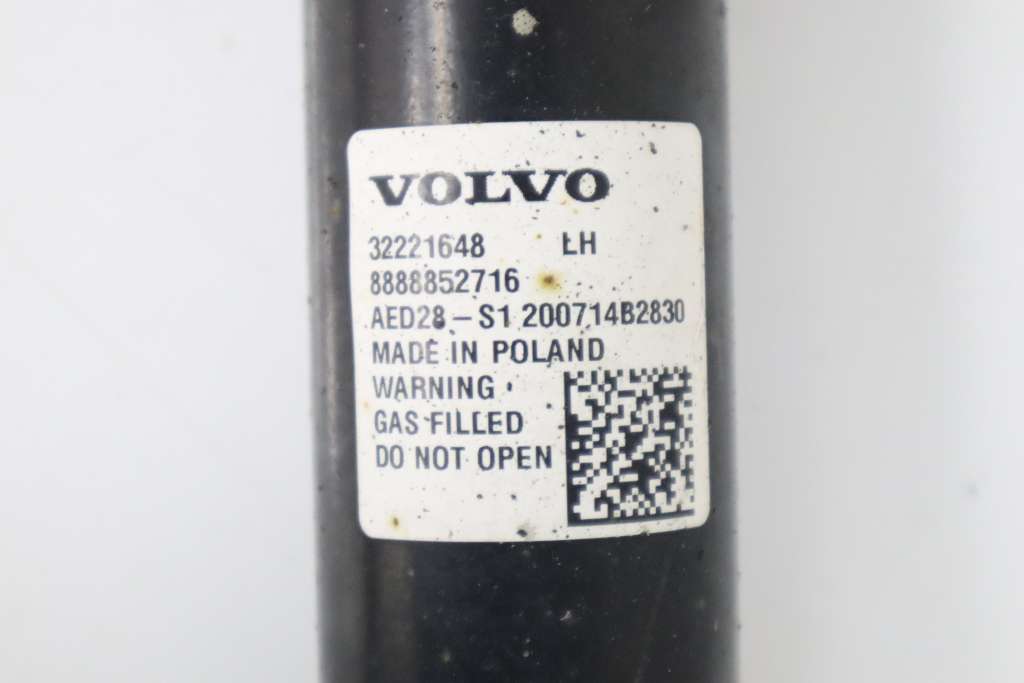 VOLVO
32221648 LH
8888852716
AED28-S1 200714B2830
MADE IN POLAND
WARNING
GAS FILLED
DO NOT OPEN